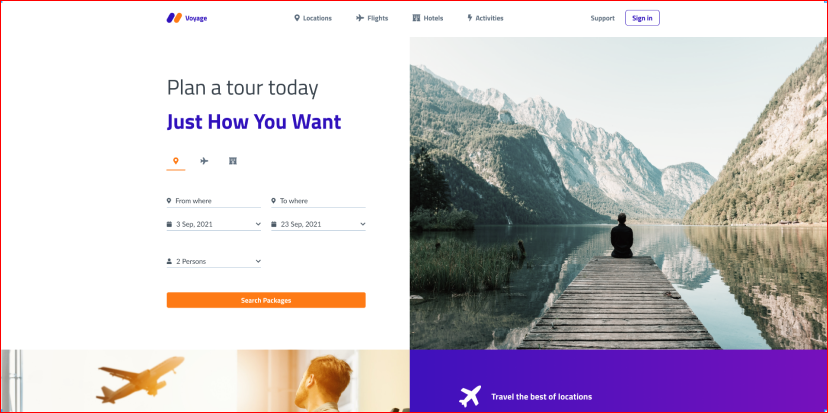 Voyage
Locations
Flights
Hotels
Activities
Support
Sign in
Plan a tour today
Just How You Want
From where
To where
3 Sep, 2021
23 Sep, 2021
2 Persons
Search Packages
Travel the best of locations